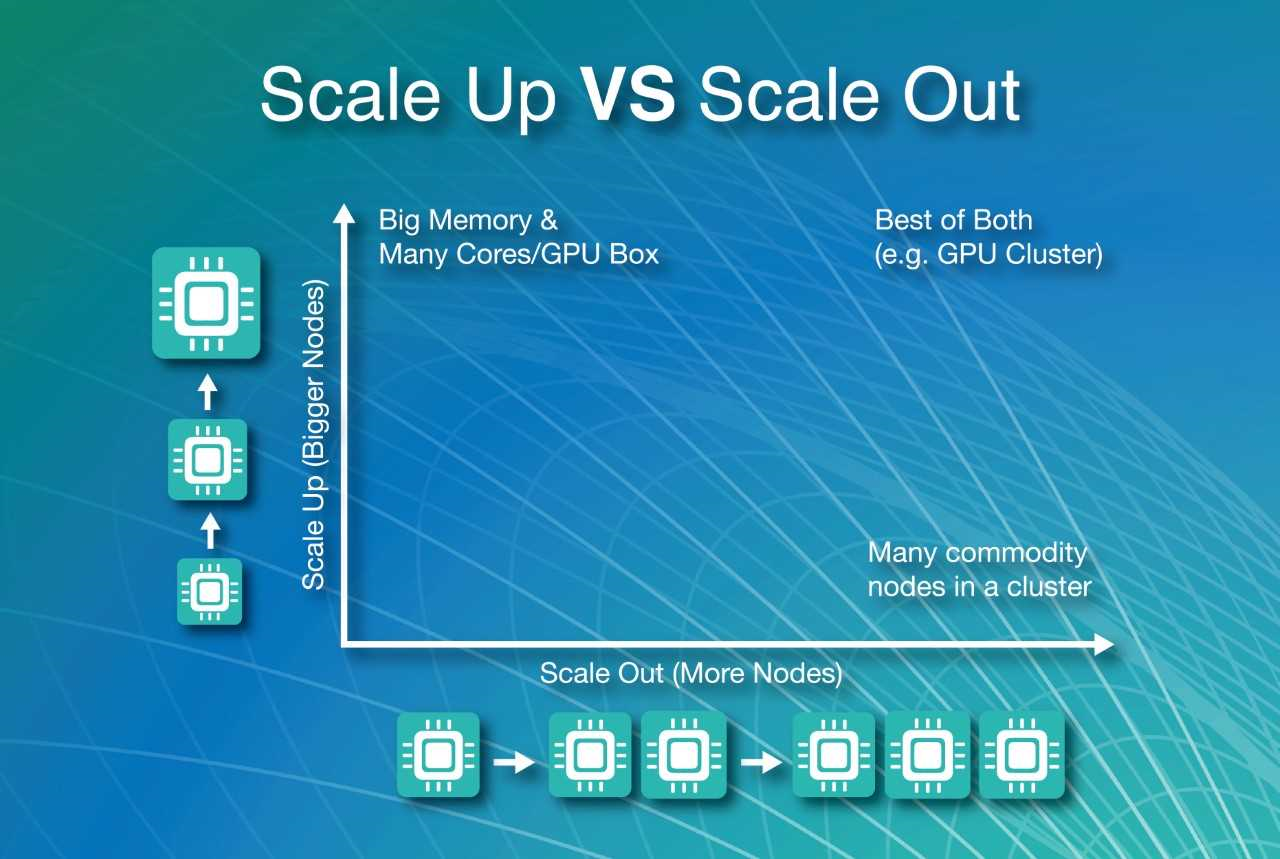 Scale Up VS Scale Out
Big Memory &
Many Cores/GPU Box
Best of Both
(e.g. GPU Cluster)
Scale Up (Bigger Nodes)
Many commodity
nodes in a cluster
Scale Out (More Nodes)